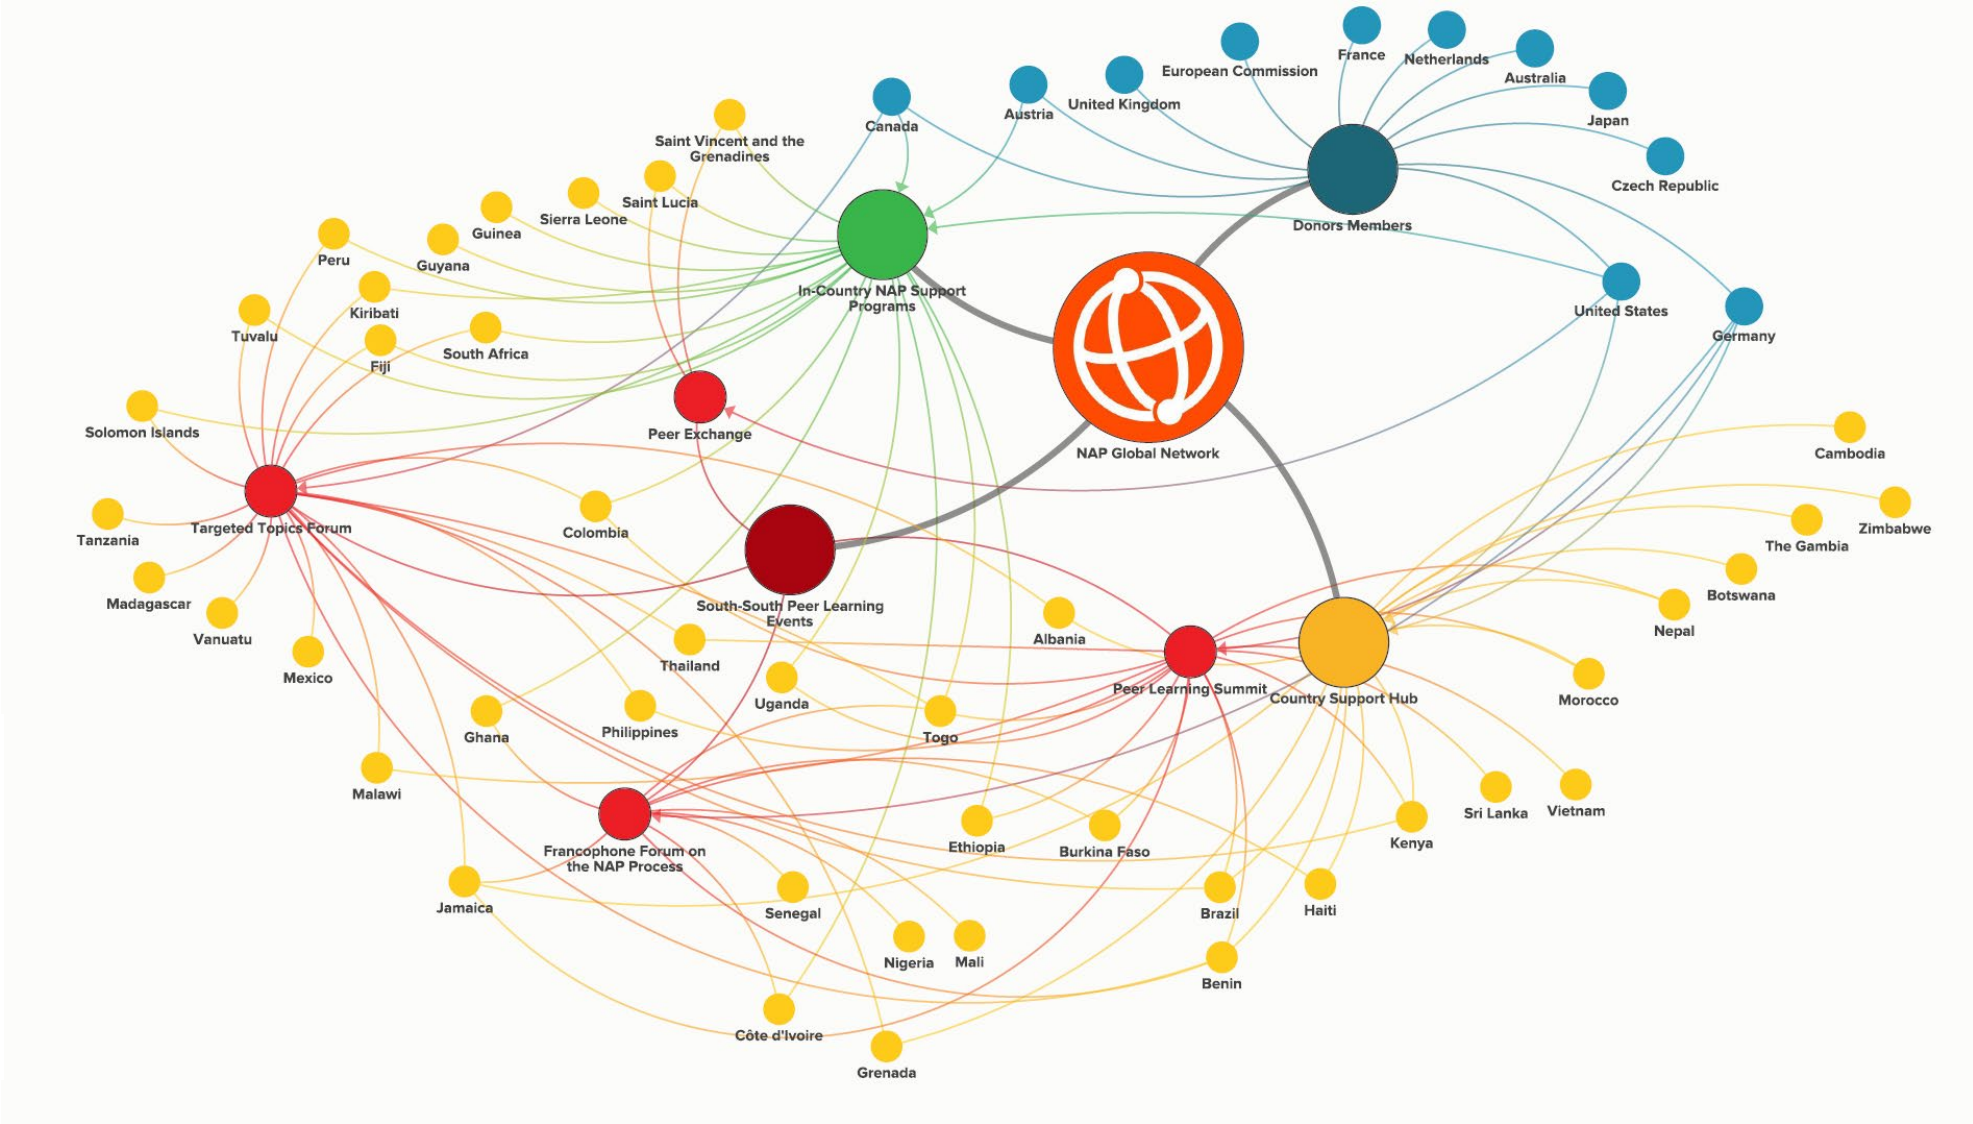 France
Netherlands
European Commission
Australia
United Kingdom
Austria
Japan
Canada
Saint Vincent and the
Grenadines
Czech Republic
Saint Lucia
Sierra Leone
Guinea
Donors Members
Peru
Guyana
In-Country NAP Support
Programs
Kiribati
United States
Tuvalu
Germany
South Africa
Fiji
Solomon Islands
Peer Exchange
NAP Global Network
Cambodia
Targeted Topics Forum
Tanzania
Colombia
Zimbabwe
The Gambia
Madagascar
South-South Peer Learning
Events
Botswana
Vanuatu
Albania
Nepal
Thailand
Mexico
Peer Learning Summit
Country Support Hub
Morocco
Uganda
Philippines
Ghana
Togo
Malawi
Sri Lanka
Vietnam
Kenya
Ethiopia
Burkina Faso
Francophone Forum on
the NAP Process
Jamaica
Senegal
Brazil
Haiti
Nigeria
Mali
Benin
Côte d'Ivoire
Grenada